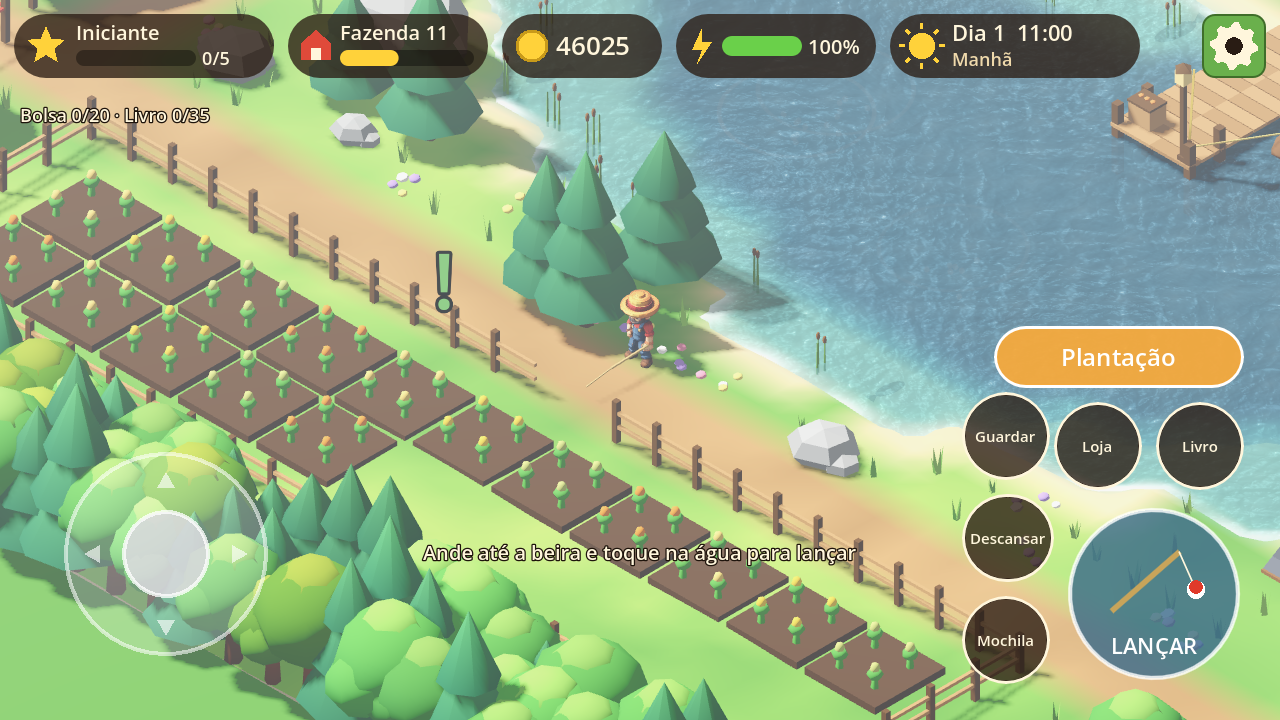 Iniciante
0/5
Fazenda 11
46025
100%
Dia 1 11:00
Manhã
Bolsa 0/20 · Livro 0/35
Plantação
Guardar
Loja
Livro
Descansar
Ande até a beira e toque na água para lançar
Mochila
LANÇAR